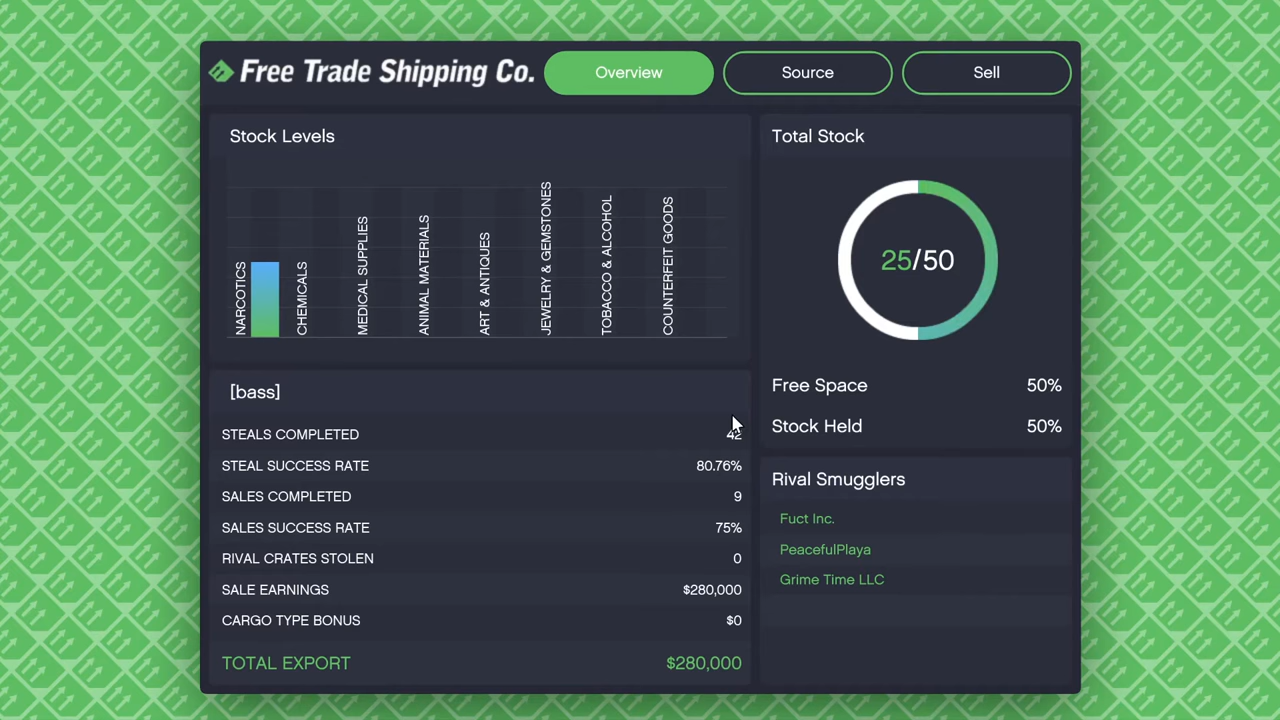 Free Trade Shipping Co.
Overview
Source
Sell
Stock Levels
NARCOTICS
CHEMICALS
MEDICAL SUPPLIES
ANIMAL MATERIALS
ART & ANTIQUES
JEWELRY & GEMSTONES
TOBACCO & ALCOHOL
COUNTERFEIT GOODS
Total Stock
25/50
Free Space 50%
Stock Held 50%
[bass]
STEALS COMPLETED 42
STEAL SUCCESS RATE 80.76%
SALES COMPLETED 9
SALES SUCCESS RATE 75%
RIVAL CRATES STOLEN 0
SALE EARNINGS $280,000
CARGO TYPE BONUS $0
TOTAL EXPORT $280,000
Rival Smugglers
Fuct Inc.
PeacefulPlaya
Grime Time LLC